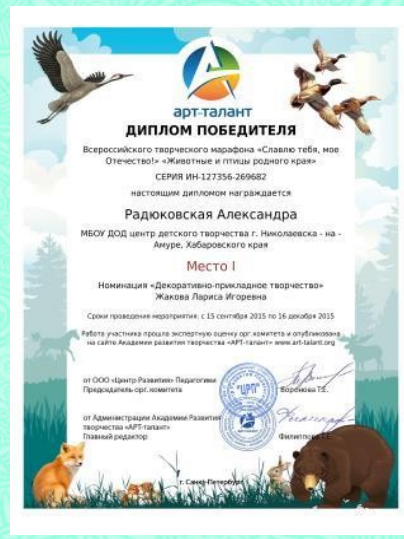 арт-талант
ДИПЛОМ ПОБЕДИТЕЛЯ
Всероссийского творческого марафона «Славлю тебя, мое
Отечество!» «Животные и птицы родного края»
СЕРИЯ ИН-127356-269682
настоящим дипломом награждается
Радюковская Александра
МБОУ ДОД центр детского творчества г. Николаевска - на -
Амуре, Хабаровского края
Место I
Номинация «Декоративно-прикладное творчество»
Жакова Лариса Игоревна
Сроки проведения мероприятия: с 15 сентября 2015 по 16 декабря 2015
Работа участника прошла экспертную оценку орг.комитета и опубликована
на сайте Академии развития творчества «АРТ-талант» www.art-talant.org
от ООО «Центр Развития» Педагогики
Председатель орг.комитета
"ЦРП"
Воронова Т.Е.
от Администрации Академии Развития
творчества «АРТ-талант»
Главный редактор
Филиппова Г.Е.
г. Санкт-Петербург